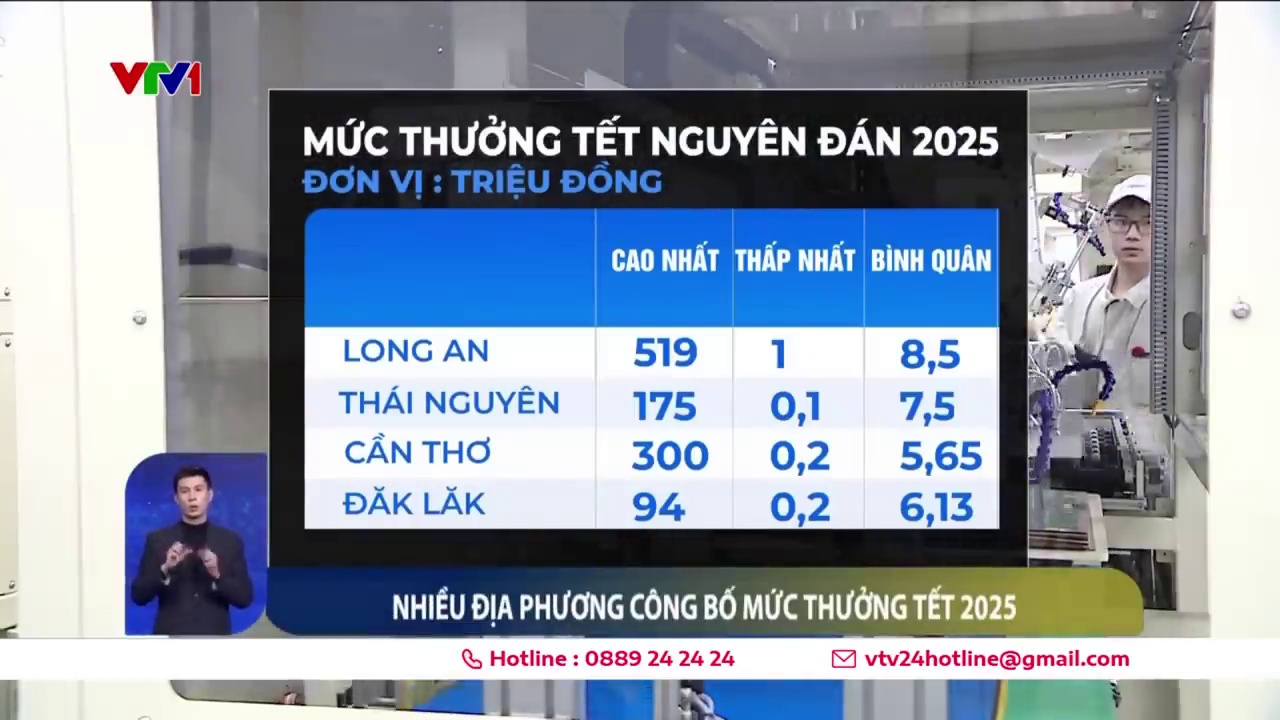 VTV1
MỨC THƯỞNG TẾT NGUYÊN ĐÁN 2025
ĐƠN VỊ : TRIỆU ĐỒNG
CAO NHẤT THẤP NHẤT BÌNH QUÂN
LONG AN 519 1 8,5
THÁI NGUYÊN 175 0,1 7,5
CẦN THƠ 300 0,2 5,65
ĐĂK LĂK 94 0,2 6,13
NHIỀU ĐỊA PHƯƠNG CÔNG BỐ MỨC THƯỞNG TẾT 2025
Hotline : 0889 24 24 24 vtv24hotline@gmail.com